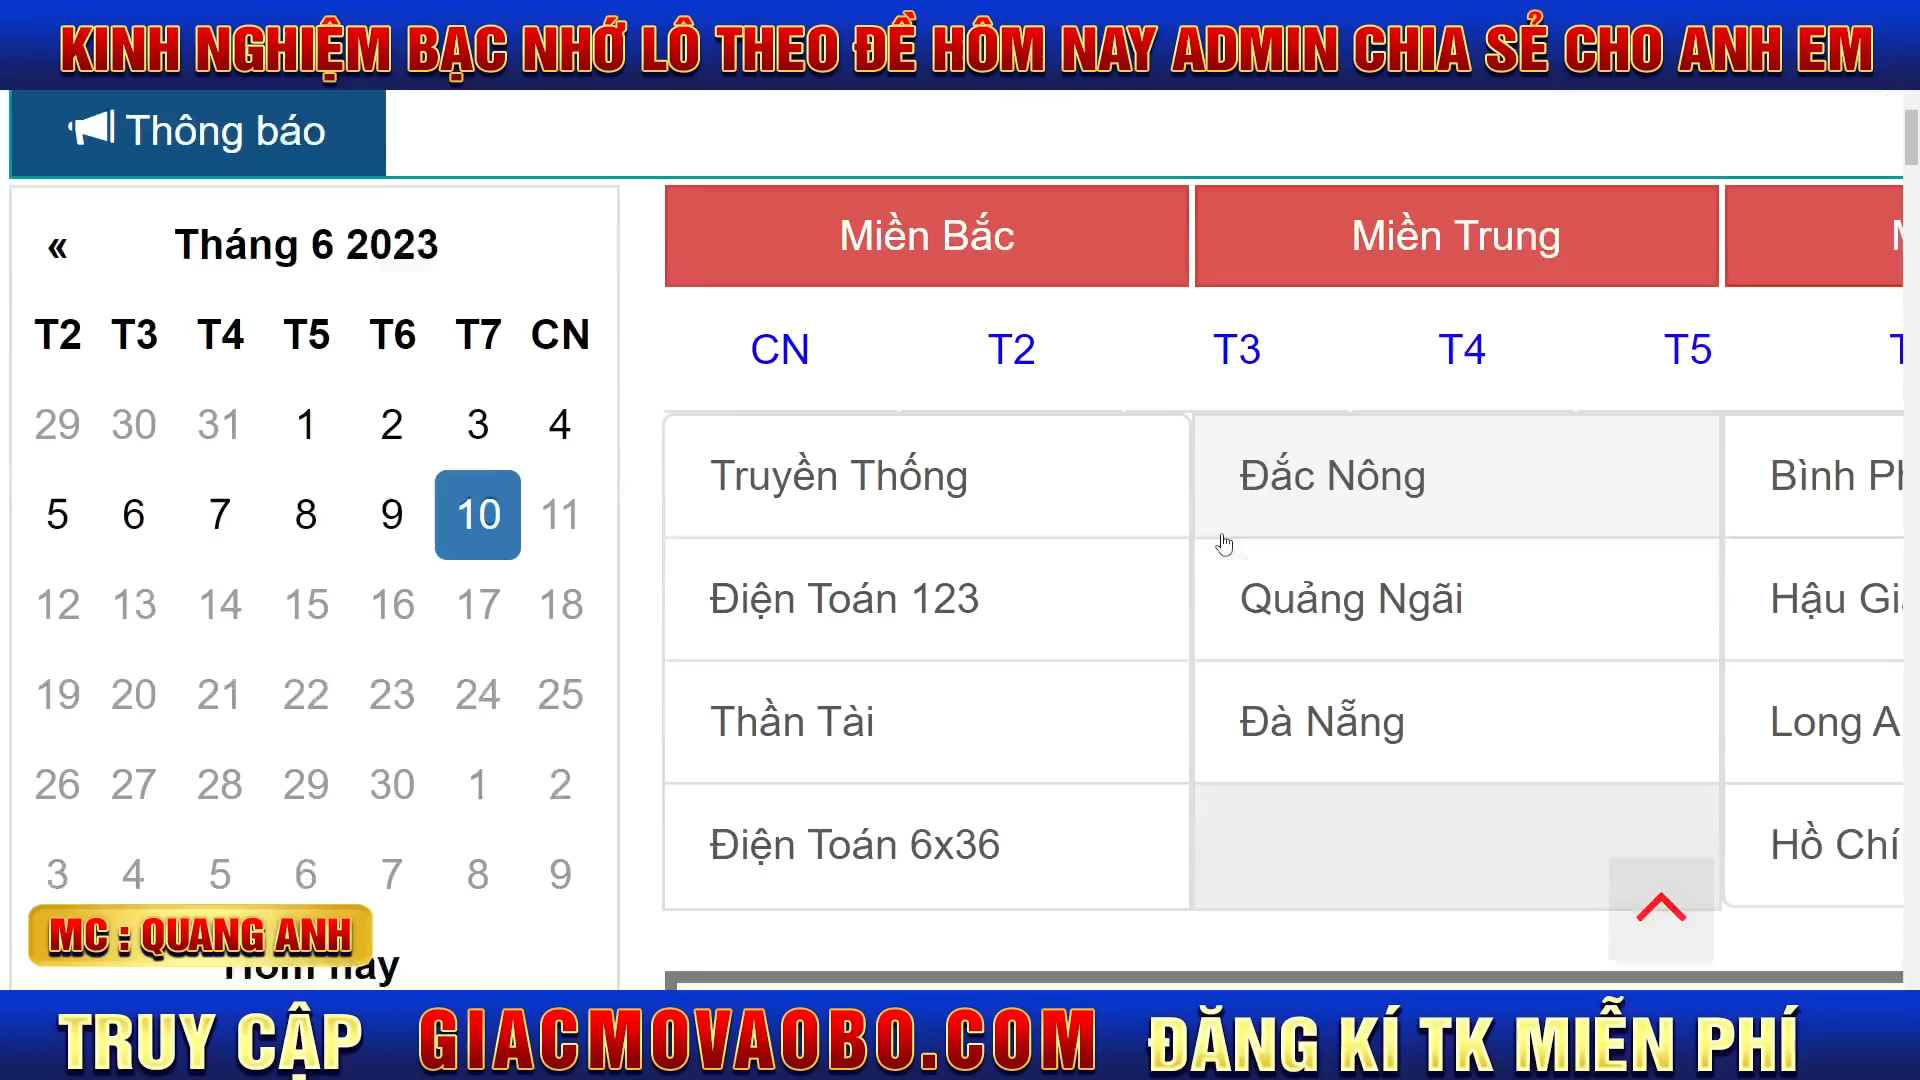 KINH NGHIỆM BẠC NHỚ LÔ THEO ĐỀ HÔM NAY ADMIN CHIA SẺ CHO ANH EM
Thông báo
« Tháng 6 2023
T2 T3 T4 T5 T6 T7 CN
29 30 31 1 2 3 4
5 6 7 8 9 10 11
12 13 14 15 16 17 18
19 20 21 22 23 24 25
26 27 28 29 30 1 2
3 4 5 6 7 8 9
MC : QUANG ANH
Miền Bắc Miền Trung
CN T2 T3 T4 T5
Truyền Thống Đắc Nông Bình
Điện Toán 123 Quảng Ngãi Hậu
Thần Tài Đà Nẵng Long
Điện Toán 6x36 Hồ Chí
TRUY CẬP GIACMOVAOBO.COM ĐĂNG KÍ TK MIỄN PHÍ